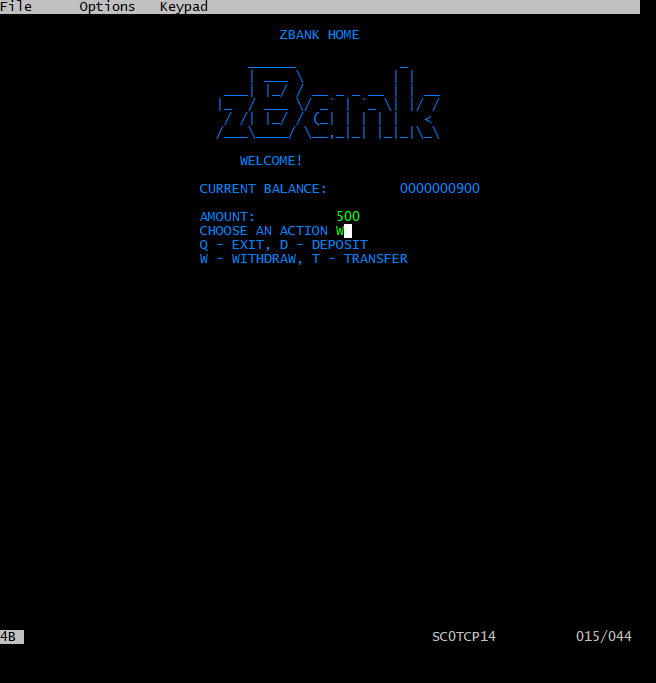 File Options Keypad
ZBANK HOME
zBank
WELCOME!
CURRENT BALANCE: 0000000900
AMOUNT: 500
CHOOSE AN ACTION W
Q - EXIT, D - DEPOSIT
W - WITHDRAW, T - TRANSFER
4B SC0TCP14 015/044